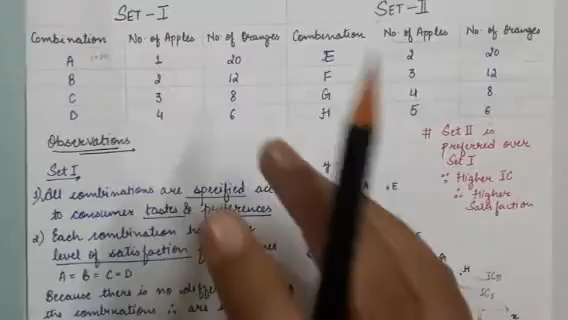 SET-I
SET-II
Combination No. of Apples No. of Oranges Combination No. of Apples No. of Oranges
A 1 20 E 2 20
B 2 12 F 3 12
C 3 8 G 4 8
D 4 6 H 5 6
Observations
# Set II is
preferred over
Set I
∵ Higher IC
∴ Higher
Satisfaction
Set I
1) All combinations are specified
to consumer tastes & preferences
2) Each combination
level of satisfaction
A = B = C = D
Because there is no
the combinations ∴ are
y
A
E
G
H
x